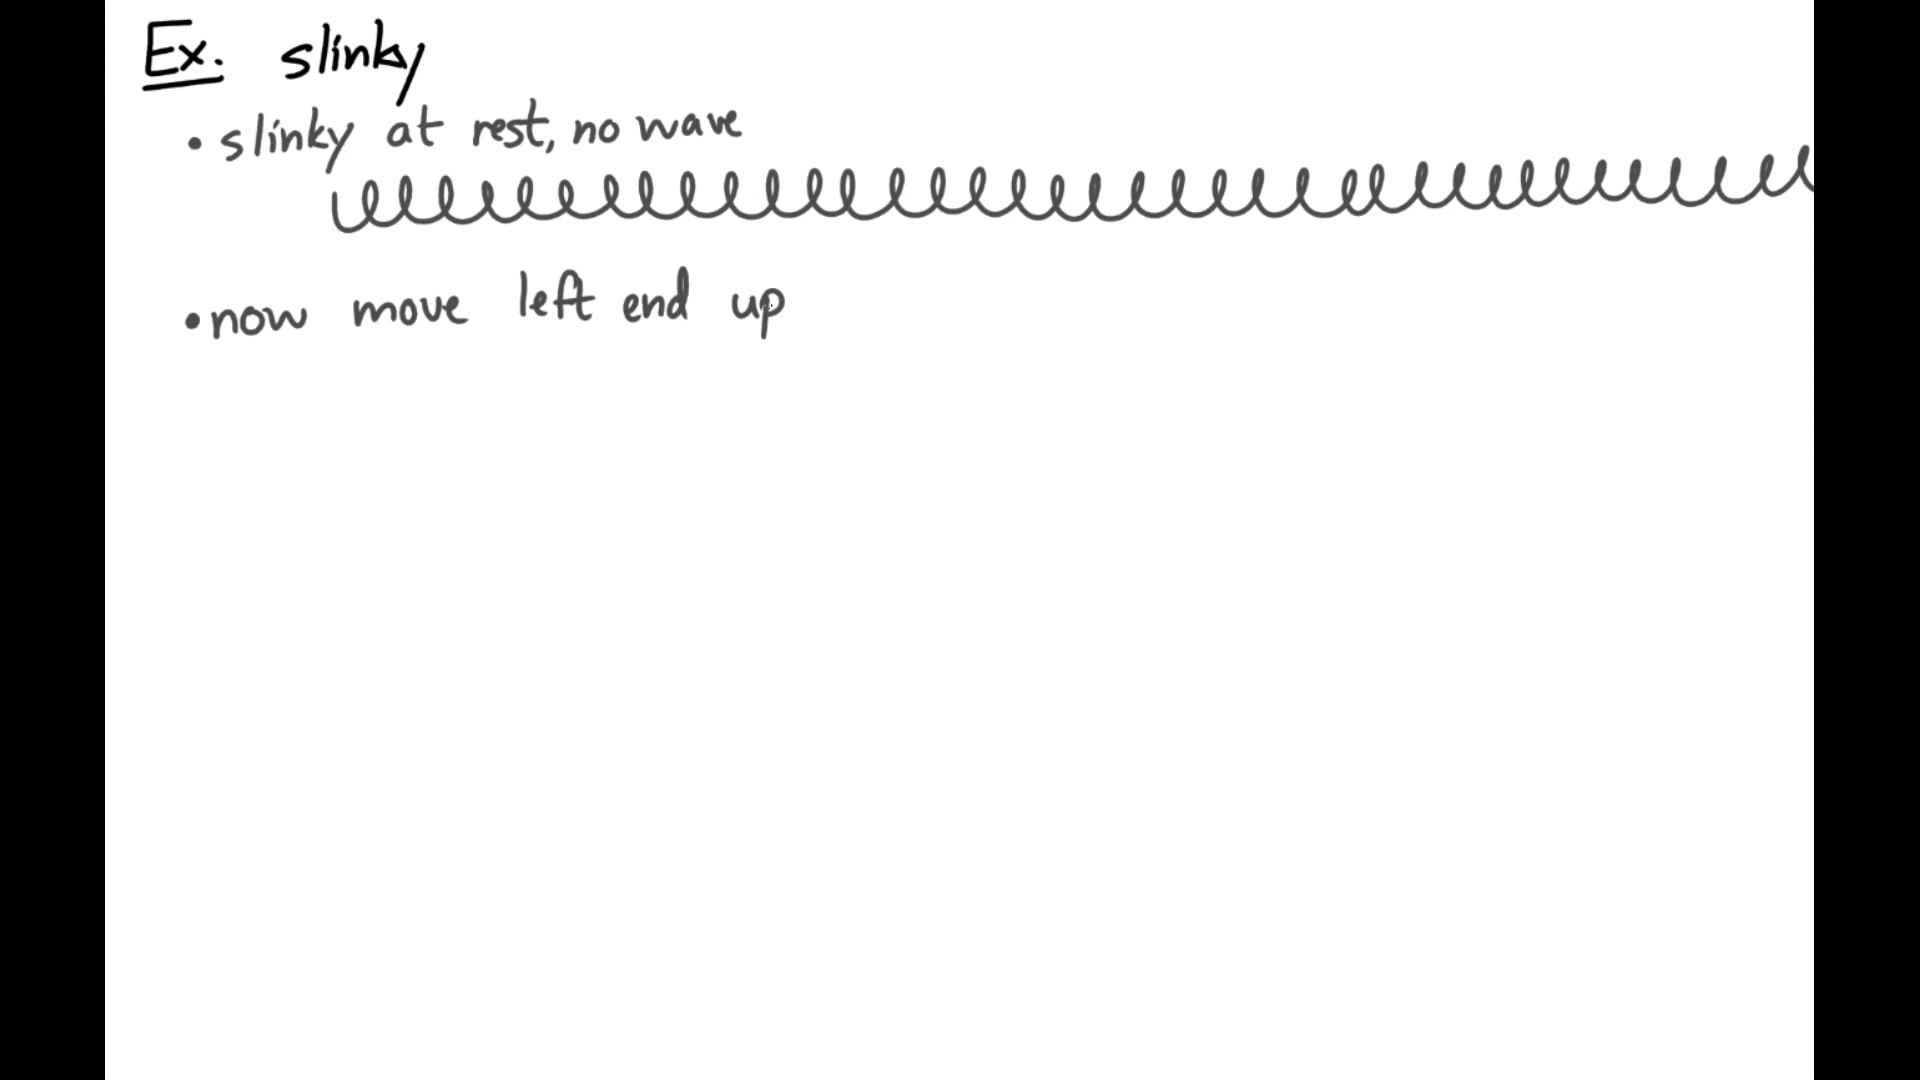 Ex. slinky
• slinky at rest, no wave
• now move left end up